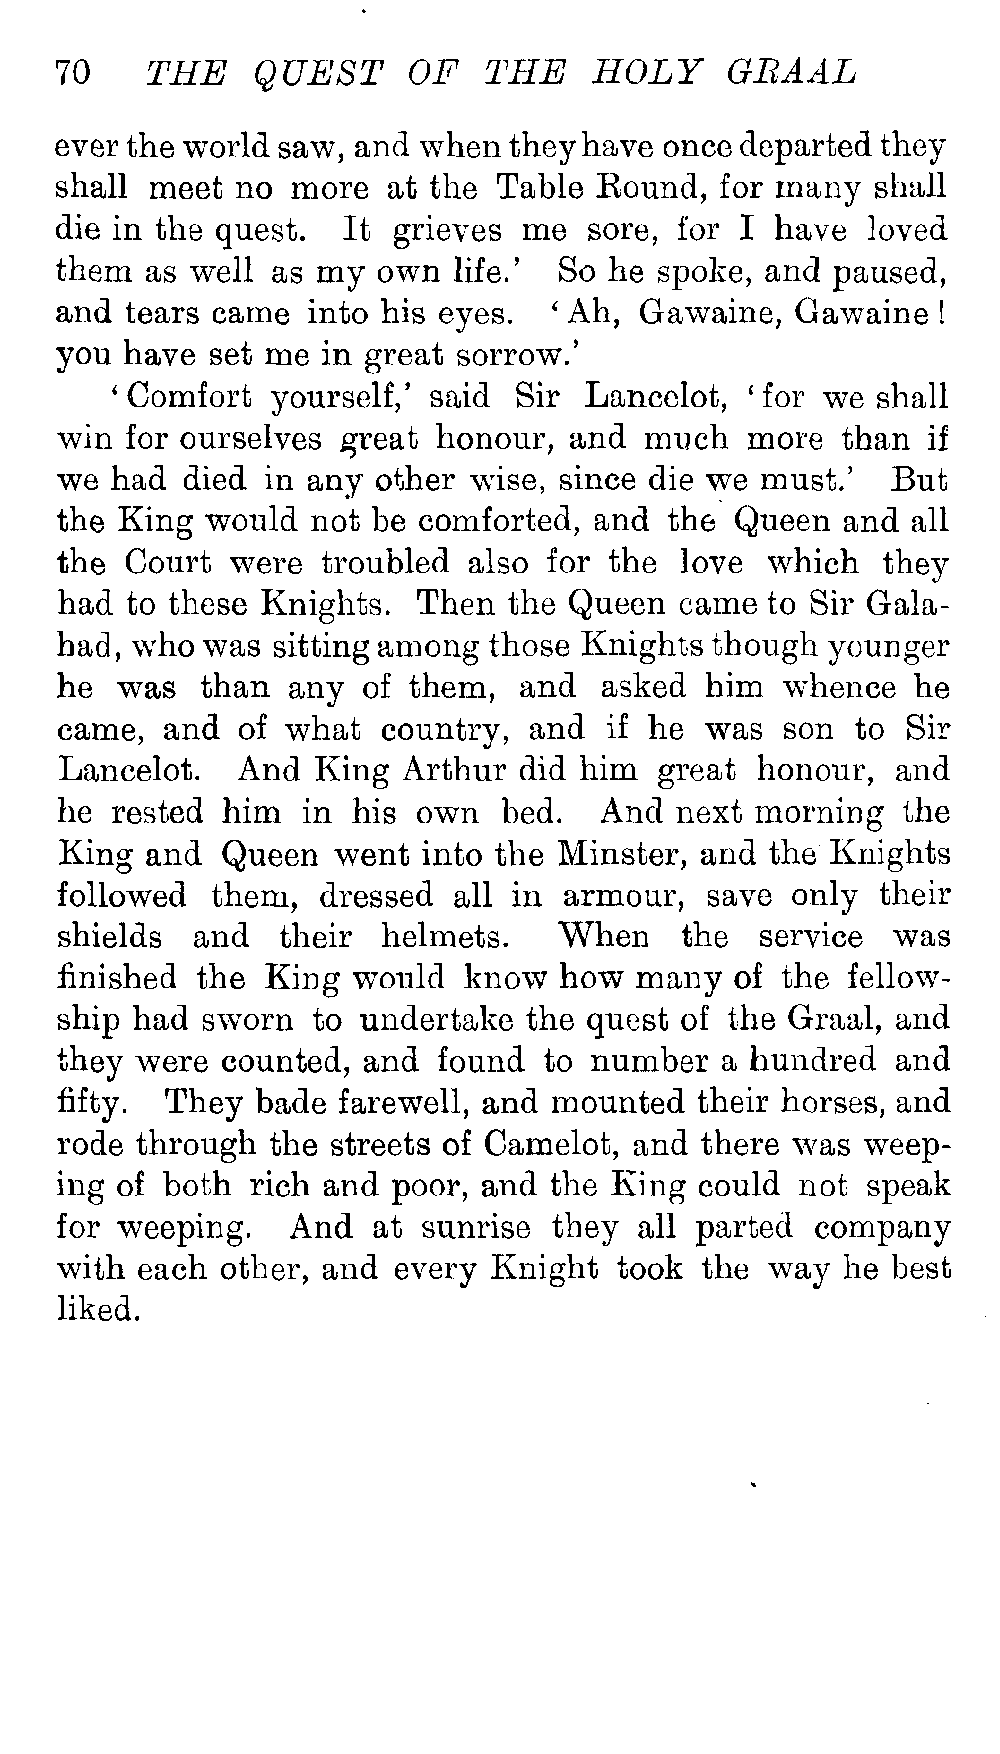 70 THE QUEST OF THE HOLY GRAAL
ever the world saw, and when they have once departed they
shall meet no more at the Table Round, for many shall
die in the quest. It grieves me sore, for I have loved
them as well as my own life.' So he spoke, and paused,
and tears came into his eyes. 'Ah, Gawaine, Gawaine!
you have set me in great sorrow.'
'Comfort yourself,' said Sir Lancelot, 'for we shall
win for ourselves great honour, and much more than if
we had died in any other wise, since die we must.' But
the King would not be comforted, and the Queen and all
the Court were troubled also for the love which they
had to these Knights. Then the Queen came to Sir Gala-
had, who was sitting among those Knights though younger
he was than any of them, and asked him whence he
came, and of what country, and if he was son to Sir
Lancelot. And King Arthur did him great honour, and
he rested him in his own bed. And next morning the
King and Queen went into the Minster, and the Knights
followed them, dressed all in armour, save only their
shields and their helmets. When the service was
finished the King would know how many of the fellow-
ship had sworn to undertake the quest of the Graal, and
they were counted, and found to number a hundred and
fifty. They bade farewell, and mounted their horses, and
rode through the streets of Camelot, and there was weep-
ing of both rich and poor, and the King could not speak
for weeping. And at sunrise they all parted company
with each other, and every Knight took the way he best
liked.